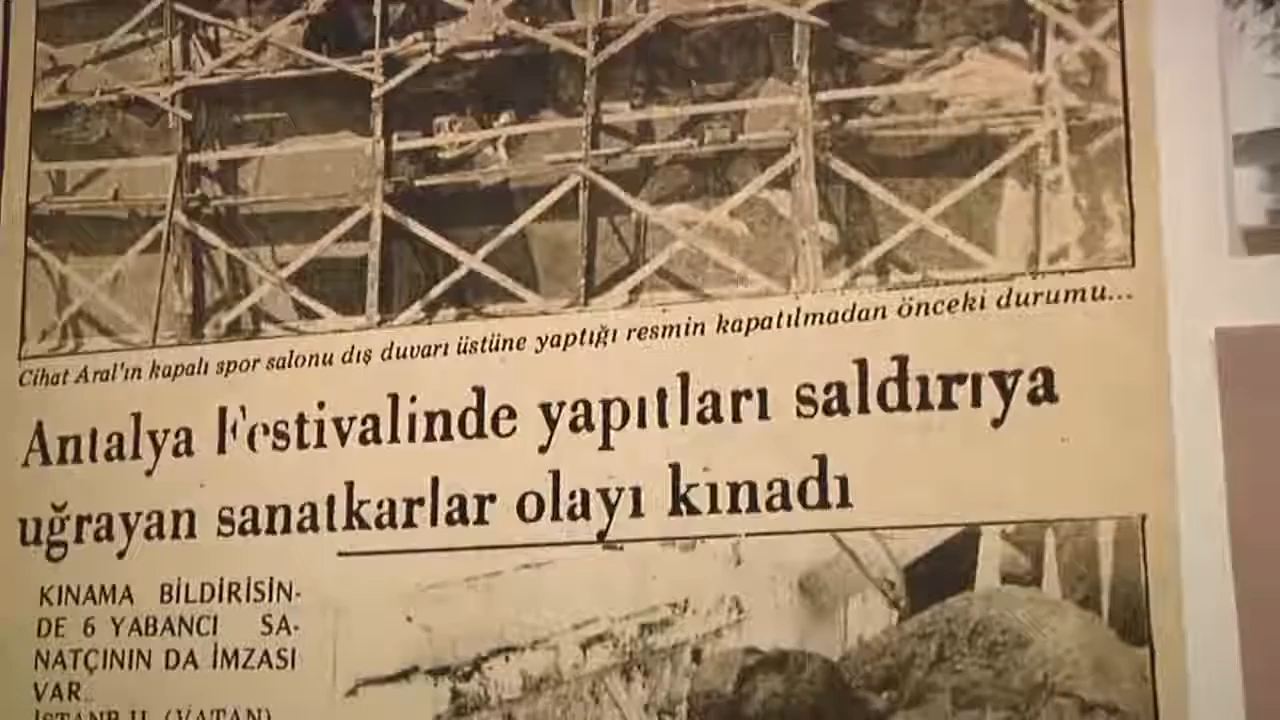 Cihat Aral'ın kapalı spor salonu dış duvarı üstüne yaptığı resmin kapatılmadan önceki durumu...
Antalya Festivalinde yapıtları saldırıya
uğrayan sanatkarlar olayı kınadı
KINAMA BİLDİRİSİN-
DE 6 YABANCI SA-
NATÇININ DA İMZASI
VAR
(VATAN)